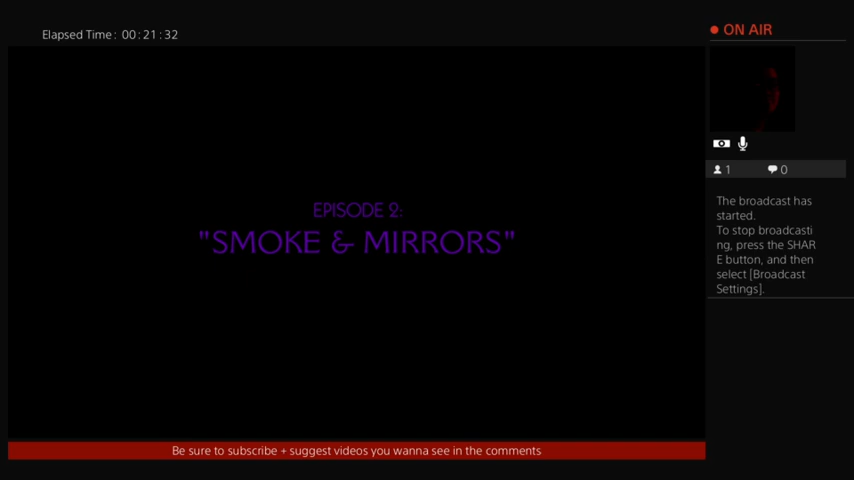 Elapsed Time: 00:21:32
ON AIR
EPISODE 2:
"SMOKE & MIRRORS"
1 0
The broadcast has
started.
To stop broadcasti
ng, press the SHAR
E button, and then
select [Broadcast
Settings].
Be sure to subscribe + suggest videos you wanna see in the comments